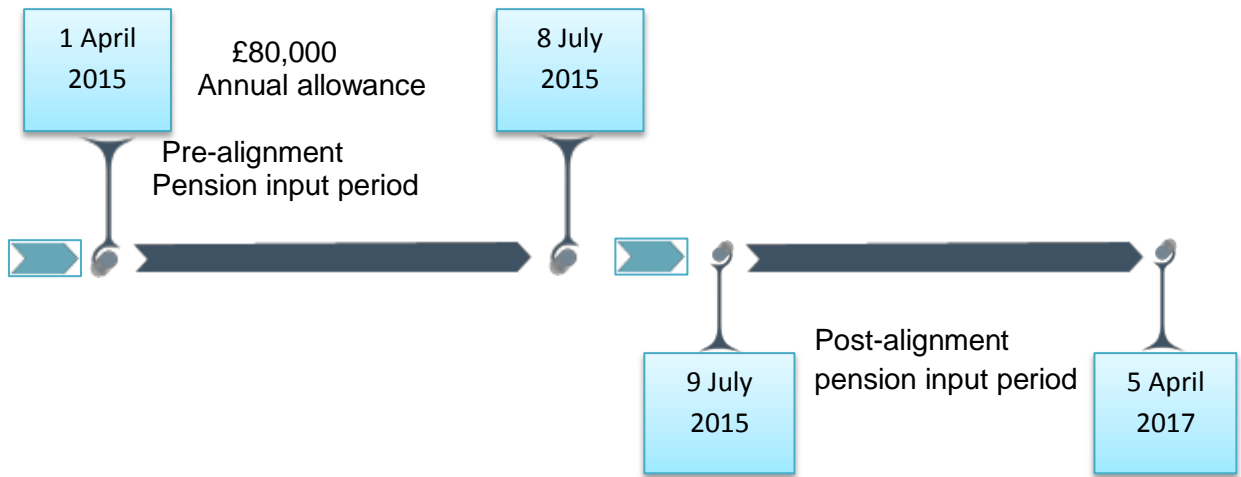 1 April
2015
£80,000
Annual allowance
8 July
2015
Pre-alignment
Pension input period
9 July
2015
Post-alignment
pension input period
5 April
2017